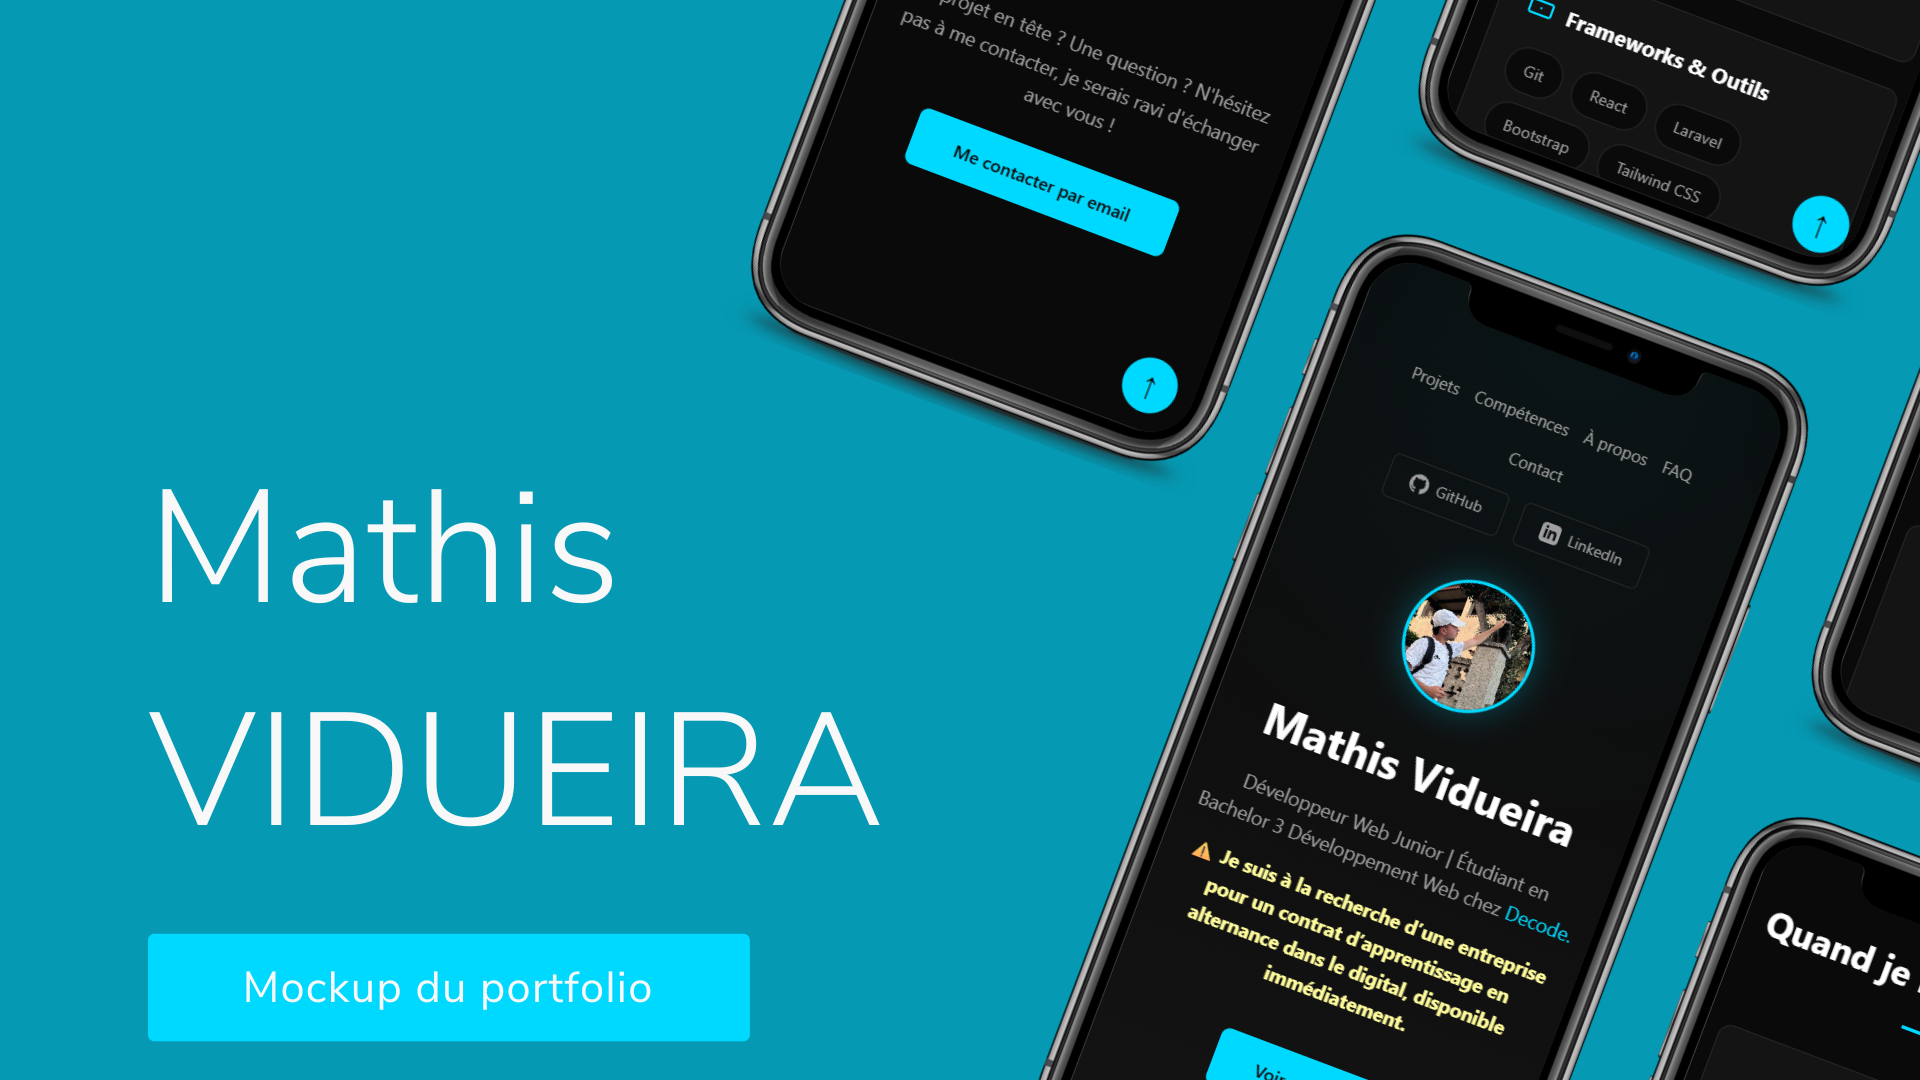 Mathis
VIDUEIRA
Mockup du portfolio
projet en tête ? Une question ? N'hésitez
pas à me contacter, je serais ravi d'échanger
avec vous !
Me contacter par email
↑
Frameworks & Outils
Git
React
Laravel
Bootstrap
Tailwind CSS
↑
Projets
Compétences
À propos
FAQ
Contact
GitHub
LinkedIn
Mathis Vidueira
Développeur Web Junior | Étudiant en
Bachelor 3 Développement Web chez Decode.
⚠️ Je suis à la recherche d’une entreprise
pour un contrat d’apprentissage en
alternance dans le digital, disponible
immédiatement.
Voir
Quand je